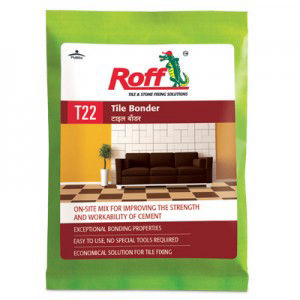 Pidilite
Roff
TM
TILE & STONE FIXING SOLUTIONS
T22
Tile Bonder
टाइल बॉंडर
ON-SITE MIX FOR IMPROVING THE STRENGTH
AND WORKABILITY OF CEMENT
EXCEPTIONAL BONDING PROPERTIES
EASY TO USE, NO SPECIAL TOOLS REQUIRED
ECONOMICAL SOLUTION FOR TILE FIXING